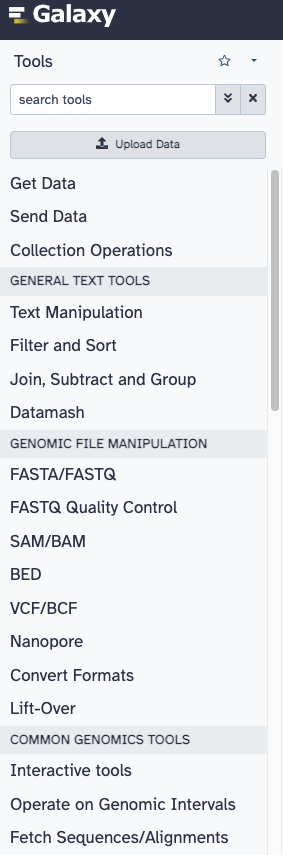 Galaxy
Tools
search tools
Upload Data
Get Data
Send Data
Collection Operations
GENERAL TEXT TOOLS
Text Manipulation
Filter and Sort
Join, Subtract and Group
Datamash
GENOMIC FILE MANIPULATION
FASTA/FASTQ
FASTQ Quality Control
SAM/BAM
BED
VCF/BCF
Nanopore
Convert Formats
Lift-Over
COMMON GENOMICS TOOLS
Interactive tools
Operate on Genomic Intervals
Fetch Sequences/Alignments